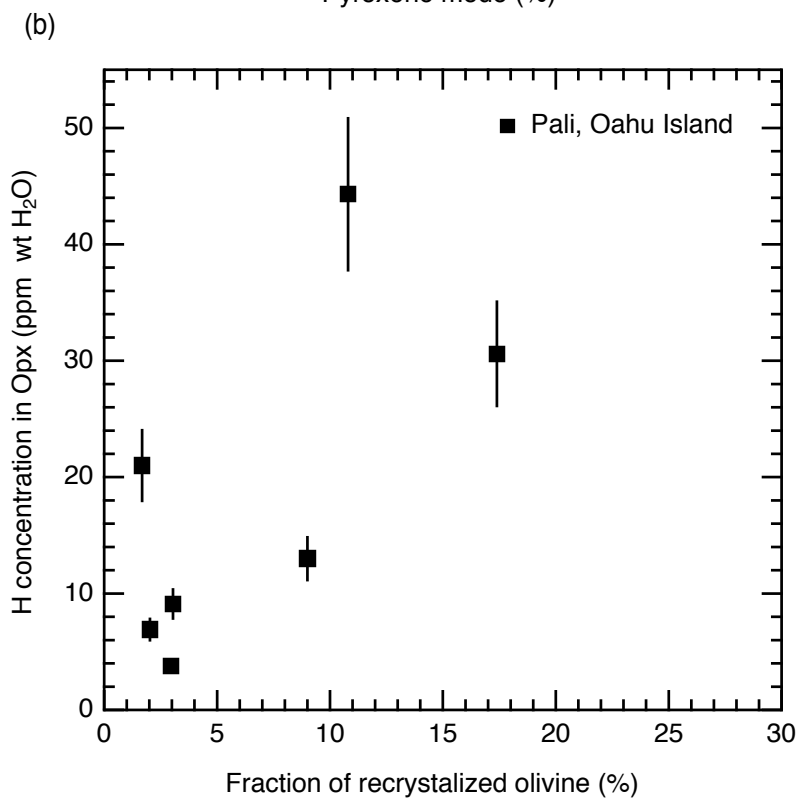 Pyroxene mode (%)
(b)
50
40
30
20
10
0
Pali, Oahu Island
H concentration in Opx (ppm wt H₂O)
0 5 10 15 20 25 30
Fraction of recrystalized olivine (%)